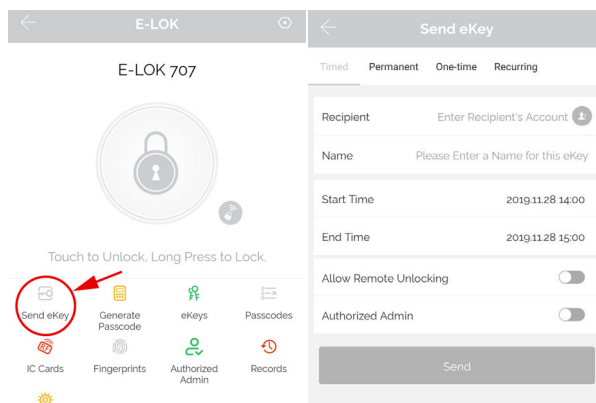 E-LOK
E-LOK 707
Touch to Unlock, Long Press to Lock.
Send eKey
Generate
Passcode
eKeys
Passcodes
IC Cards
Fingerprints
Authorized
Admin
Records
Send eKey
Timed Permanent One-time Recurring
Recipient Enter Recipient's Account
Name Please Enter a Name for this eKey
Start Time 2019.11.28 14:00
End Time 2019.11.28 15:00
Allow Remote Unlocking
Authorized Admin
Send